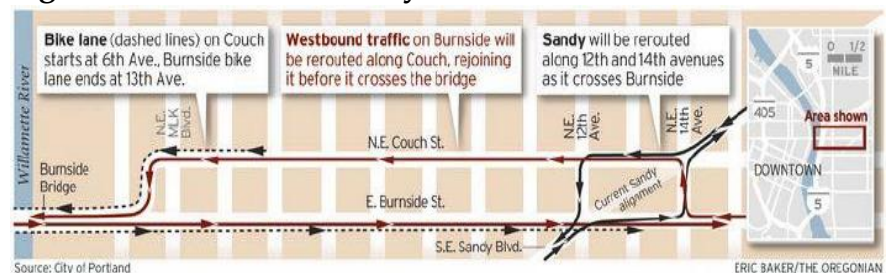 Bike lane (dashed lines) on Couch
starts at 6th Ave., Burnside bike
lane ends at 13th Ave.
Westbound traffic on Burnside will
be rerouted along Couch, rejoining
it before it crosses the bridge
Sandy will be rerouted
along 12th and 14th avenues
as it crosses Burnside
0 1/2
MILE
5
405
Area shown
DOWNTOWN
5
Willamette River
N.E.
MLK
Blvd.
N.E. Couch St.
N.E.
12th
Ave.
N.E.
14th
Ave.
Burnside
Bridge
E. Burnside St.
Current Sandy
alignment
S.E. Sandy Blvd.
Source: City of Portland
ERIC BAKER/THE OREGONIAN